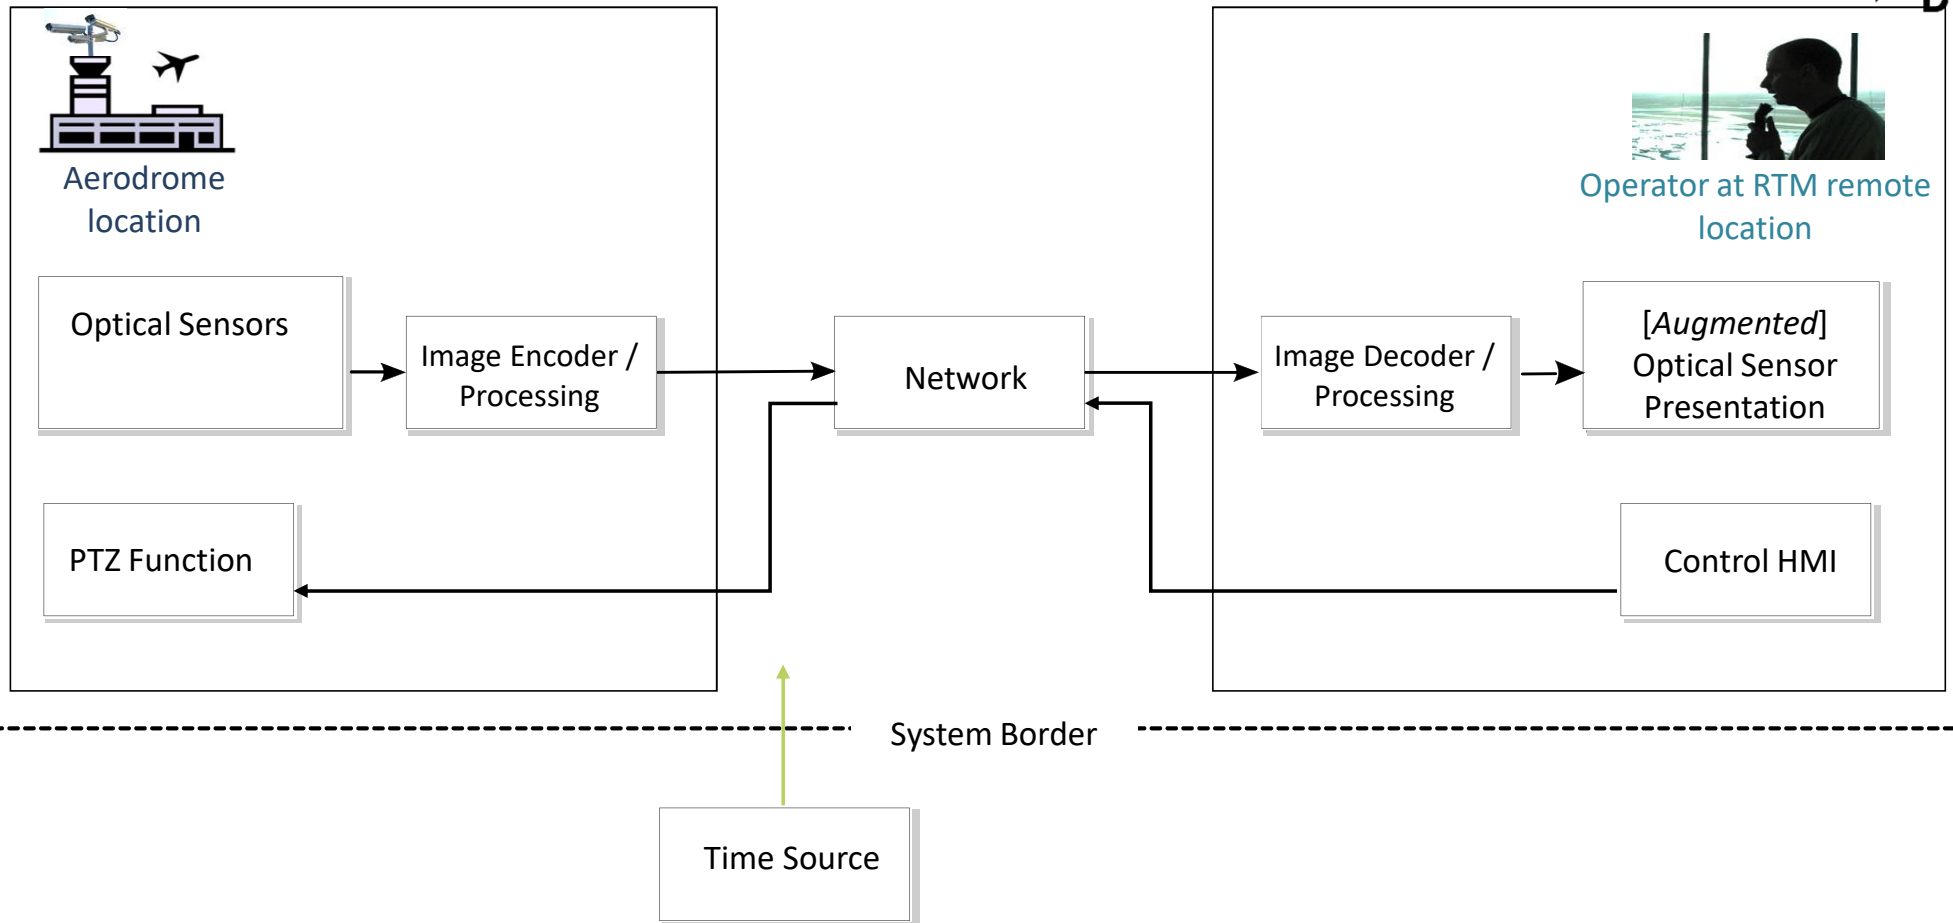 D
Aerodrome
location
Operator at RTM remote
location
Optical Sensors
Image Encoder /
Processing
Network
Image Decoder /
Processing
[Augmented]
Optical Sensor
Presentation
PTZ Function
Control HMI
System Border
Time Source